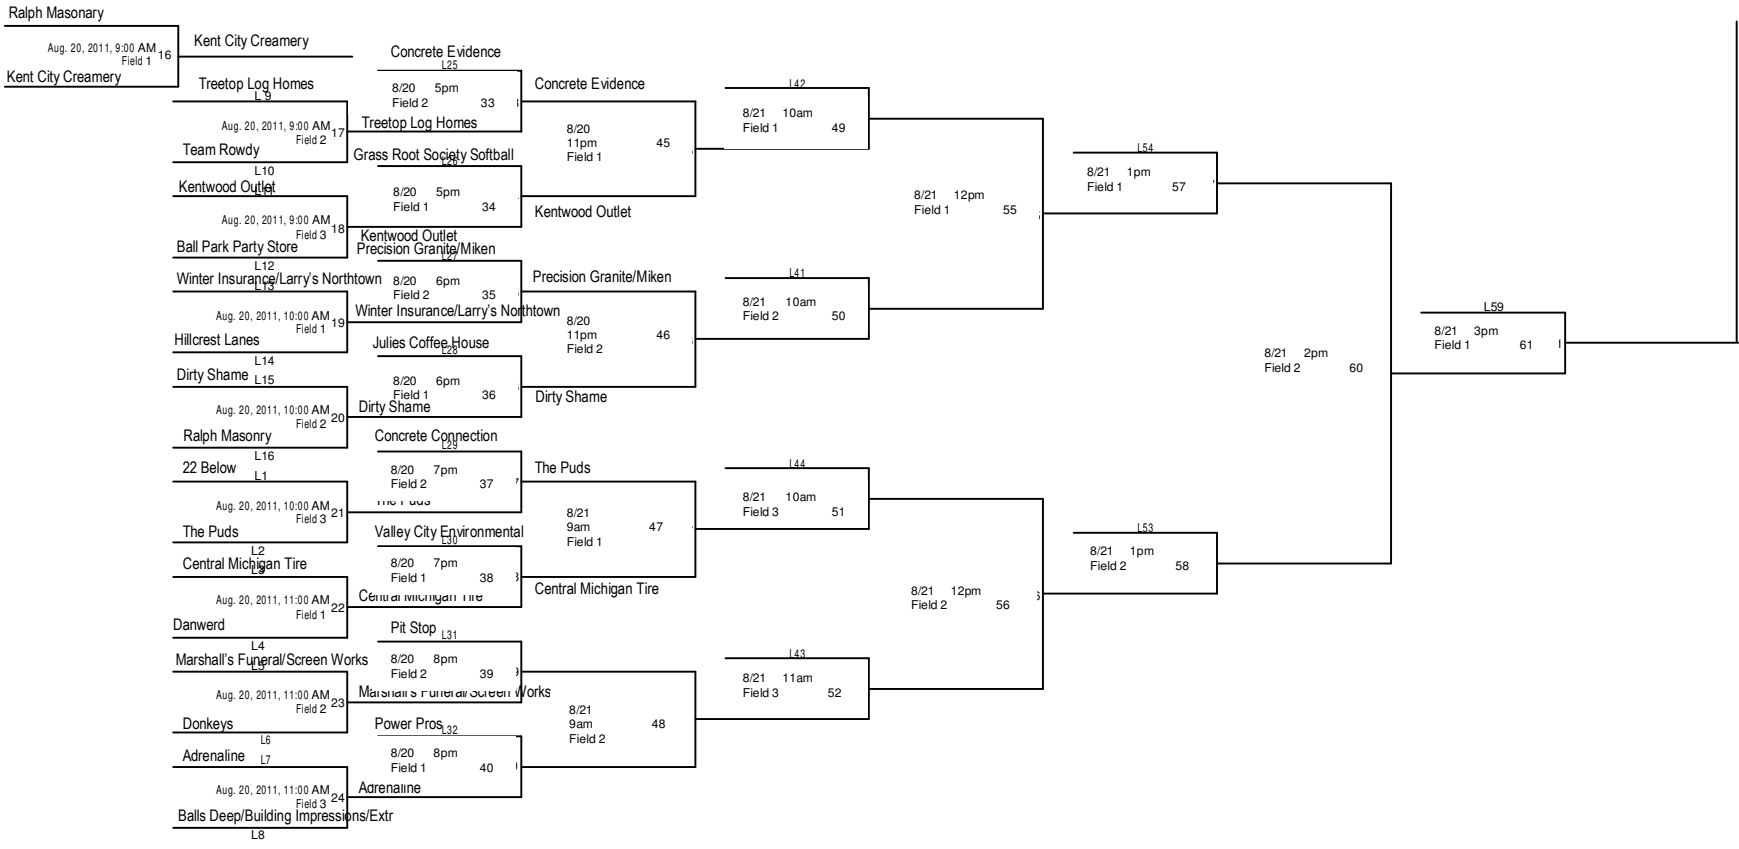 Ralph Masonary
Aug. 20, 2011, 9:00 AM 16
Field 1
Kent City Creamery
Kent City Creamery
Treetop Log Homes
L 9
Aug. 20, 2011, 9:00 AM 17
Field 2
Team Rowdy
L10
Kentwood Outlet
L11
Aug. 20, 2011, 9:00 AM
Field 3 18
Ball Park Party Store
L12
Winter Insurance/Larry's Northtown
L13
Aug. 20, 2011, 10:00 AM
Field 1 19
Hillcrest Lanes
L14
Dirty Shame L15
Aug. 20, 2011, 10:00 AM
Field 2 20
Ralph Masonry
L16
22 Below
L1
Aug. 20, 2011, 10:00 AM
Field 3 21
The Puds
L2
Central Michigan Tire
L3
Aug. 20, 2011, 11:00 AM
Field 1 22
Danwerd
L4
Marshall's Funeral/Screen Works
L5
Aug. 20, 2011, 11:00 AM
Field 2 23
Donkeys
L6
Adrenaline L7
Aug. 20, 2011, 11:00 AM
Field 3 24
Balls Deep/Building Impressions/Extr
L8
Concrete Evidence
L25
8/20 5pm
Field 2 33
Treetop Log Homes
Grass Root Society Softball
L26
8/20 5pm
Field 1 34
Kentwood Outlet
Precision Granite/Miken
L27
8/20 6pm
Field 2 35
Winter Insurance/Larry's Northtown
Julies Coffee House
L28
8/20 6pm
Field 1 36
Dirty Shame
Concrete Connection
L29
8/20 7pm
Field 2 37
The Puds
Valley City Environmental
L30
8/20 7pm
Field 1 38
Central Michigan Tire
Pit Stop L31
8/20 8pm
Field 2 39
Marshall's Funeral/Screen Works
Power Pros L32
8/20 8pm
Field 1 40
Adrenaline
Concrete Evidence
8/20
11pm 45
Field 1
Kentwood Outlet
Precision Granite/Miken
8/20
11pm 46
Field 2
Dirty Shame
The Puds
8/21
9am 47
Field 1
Central Michigan Tire
8/21
9am 48
Field 2
L42
8/21 10am
Field 1 49
L41
8/21 10am
Field 2 50
L44
8/21 10am
Field 3 51
L43
8/21 11am
Field 3 52
8/21 12pm
Field 1 55
8/21 12pm
Field 2 56
L54
8/21 1pm
Field 1 57
L53
8/21 1pm
Field 2 58
8/21 2pm
Field 2 60
L59
8/21 3pm
Field 1 61